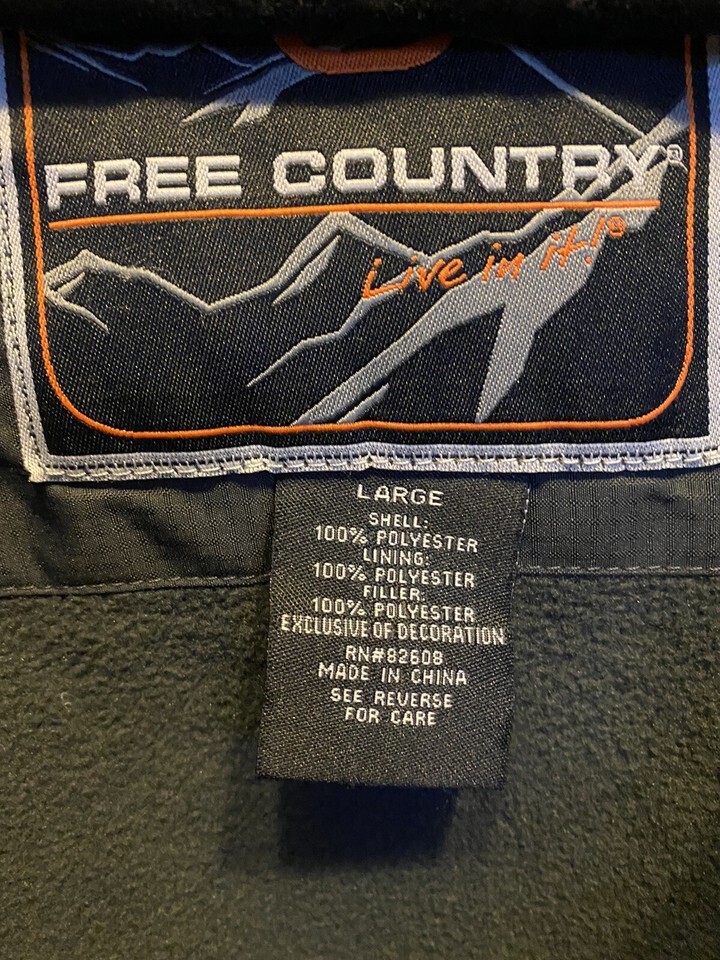 FREE COUNTRY®
Live in it!®
LARGE
SHELL:
100% POLYESTER
LINING:
100% POLYESTER
FILLER:
100% POLYESTER
EXCLUSIVE OF DECORATION
RN#82608
MADE IN CHINA
SEE REVERSE
FOR CARE